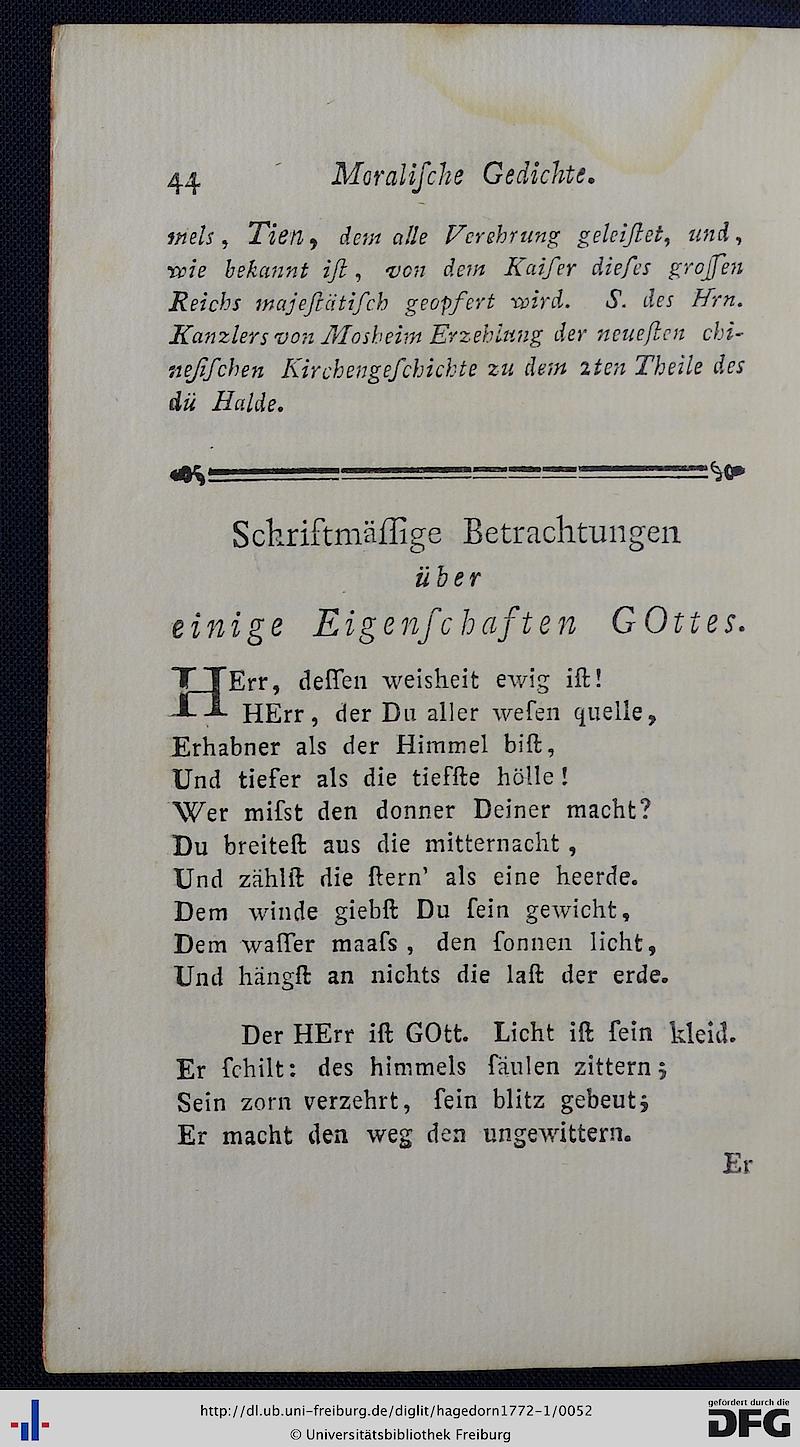 44 Moraliſche Gedichte.
mels, Tien, dem alle Verehrung geleiſtet, und,
wie bekannt iſt, von dem Kaiſer dieſes groſſen
Reichs majeſtätiſch geopfert wird. S. des Hrn.
Kanzlers von Mosheim Erzehlung der neueſten chi-
neſiſchen Kirchengeſchichte zu dem 2ten Theile des
dü Halde.
Schriftmäſſige Betrachtungen
über
einige Eigenſchaften GOttes.
HErr, deſſen weisheit ewig iſt!
HErr, der Du aller weſen quelle,
Erhabner als der Himmel biſt,
Und tiefer als die tiefſte hölle!
Wer miſst den donner Deiner macht?
Du breiteſt aus die mitternacht,
Und zählſt die ſtern' als eine heerde.
Dem winde giebſt Du ſein gewicht,
Dem waſſer maaſs, den ſonnen licht,
Und hängſt an nichts die laſt der erde.
Der HErr iſt GOtt. Licht iſt ſein kleid.
Er ſchilt: des himmels ſäulen zittern;
Sein zorn verzehrt, ſein blitz gebeut;
Er macht den weg den ungewittern.
Er
http://dl.ub.uni-freiburg.de/diglit/hagedorn1772-1/0052
© Universitätsbibliothek Freiburg
gefördert durch die
DFG